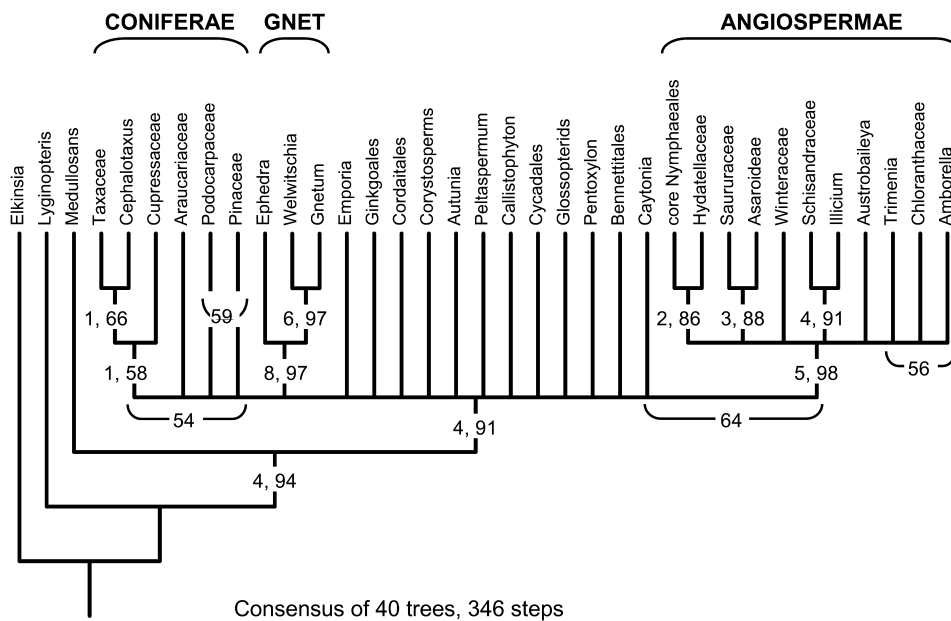 CONIFERAE GNET ANGIOSPERMAE
Elkinsia
Lyginopteris
Medullosans
Taxaceae
Cephalotaxus
Cupressaceae
Araucariaceae
Podocarpaceae
Pinaceae
Ephedra
Welwitschia
Gnetum
Emporia
Ginkgoales
Cordaitales
Corystosperms
Autunia
Peltaspermum
Callistophyton
Cycadales
Glossopterids
Pentoxylon
Bennettitales
Caytonia
core Nymphaeales
Hydatellaceae
Saururaceae
Asaroideae
Winteraceae
Schisandraceae
Illicium
Austrobaileya
Trimenia
Chloranthaceae
Amborella
1, 66 59 6, 97 2, 86 3, 88 4, 91
1, 58 8, 97 5, 98 56
54 4, 91 64
4, 94
Consensus of 40 trees, 346 steps